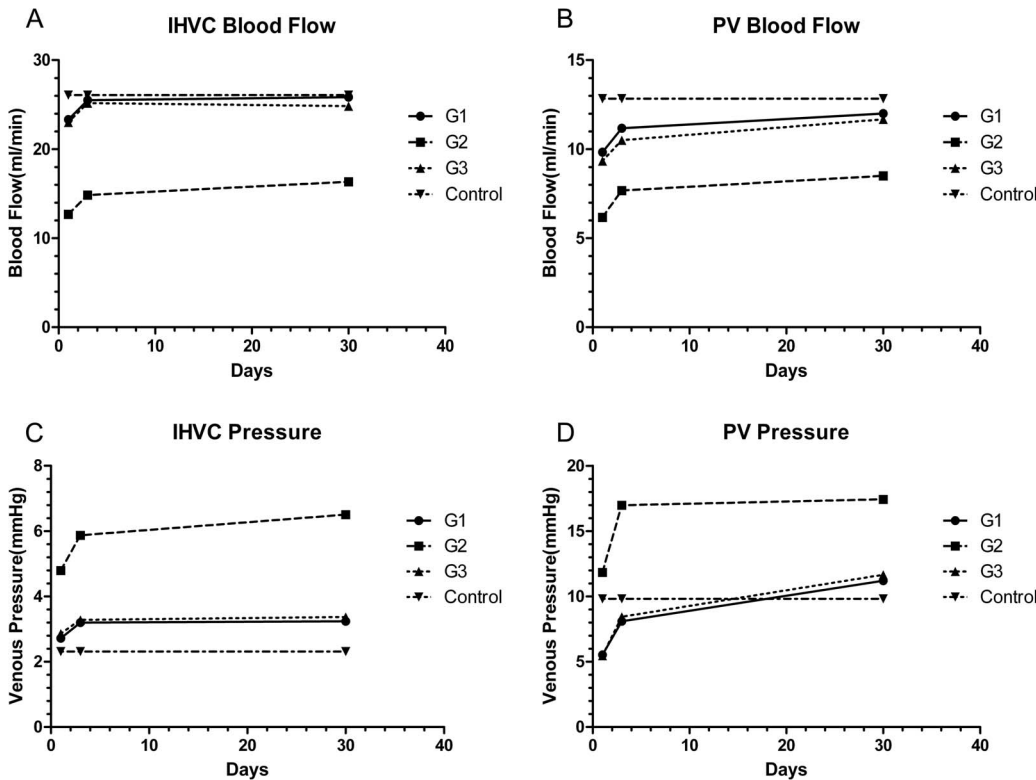 A
IHVC Blood Flow
Blood Flow(ml/min)
30
20
10
0
0 10 20 30 40
Days
G1
G2
G3
Control
B
PV Blood Flow
Blood Flow(ml/min)
15
10
5
0
0 10 20 30 40
Days
G1
G2
G3
Control
C
IHVC Pressure
Venous Pressure(mmHg)
8
6
4
2
0
0 10 20 30 40
Days
G1
G2
G3
Control
D
PV Pressure
Venous Pressure(mmHg)
20
15
10
5
0
0 10 20 30 40
Days
G1
G2
G3
Control